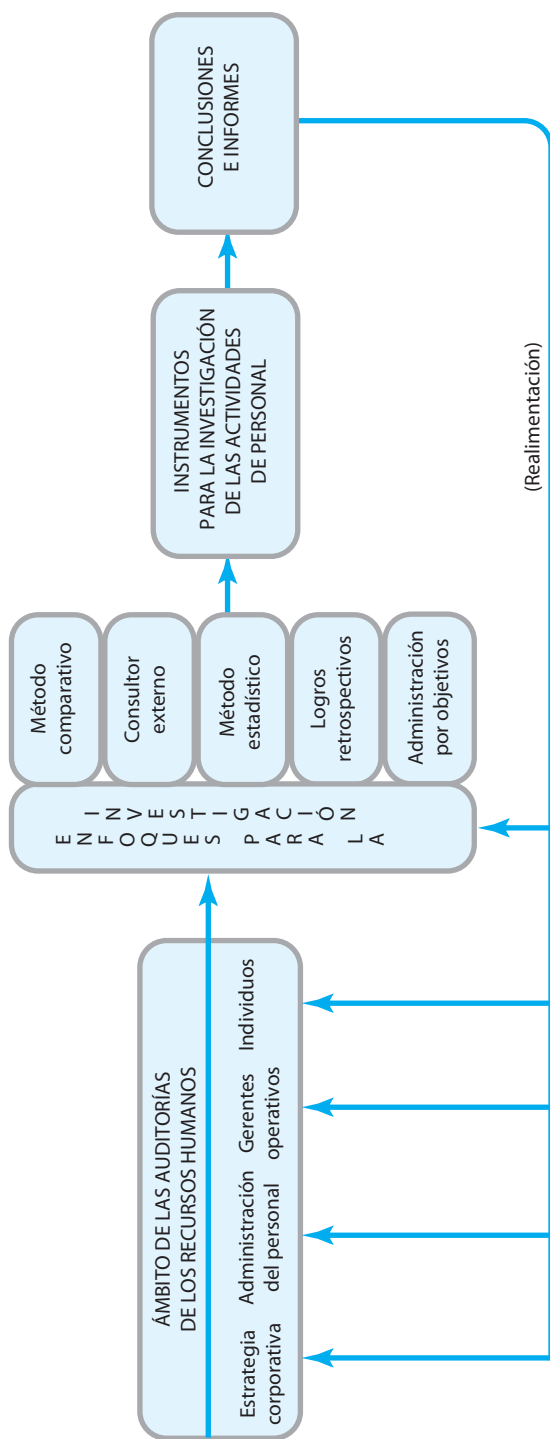 ÁMBITO DE LAS AUDITORÍAS
DE LOS RECURSOS HUMANOS
Estrategia
corporativa
Administración
del personal
Gerentes
operativos
Individuos
ENFOQUES PARA LA
INVESTIGACIÓN
Método
comparativo
Consultor
externo
Método
estadístico
Logros
retrospectivos
Administración
por objetivos
INSTRUMENTOS
PARA LA INVESTIGACIÓN
DE LAS ACTIVIDADES
DE PERSONAL
CONCLUSIONES
E INFORMES
(Realimentación)